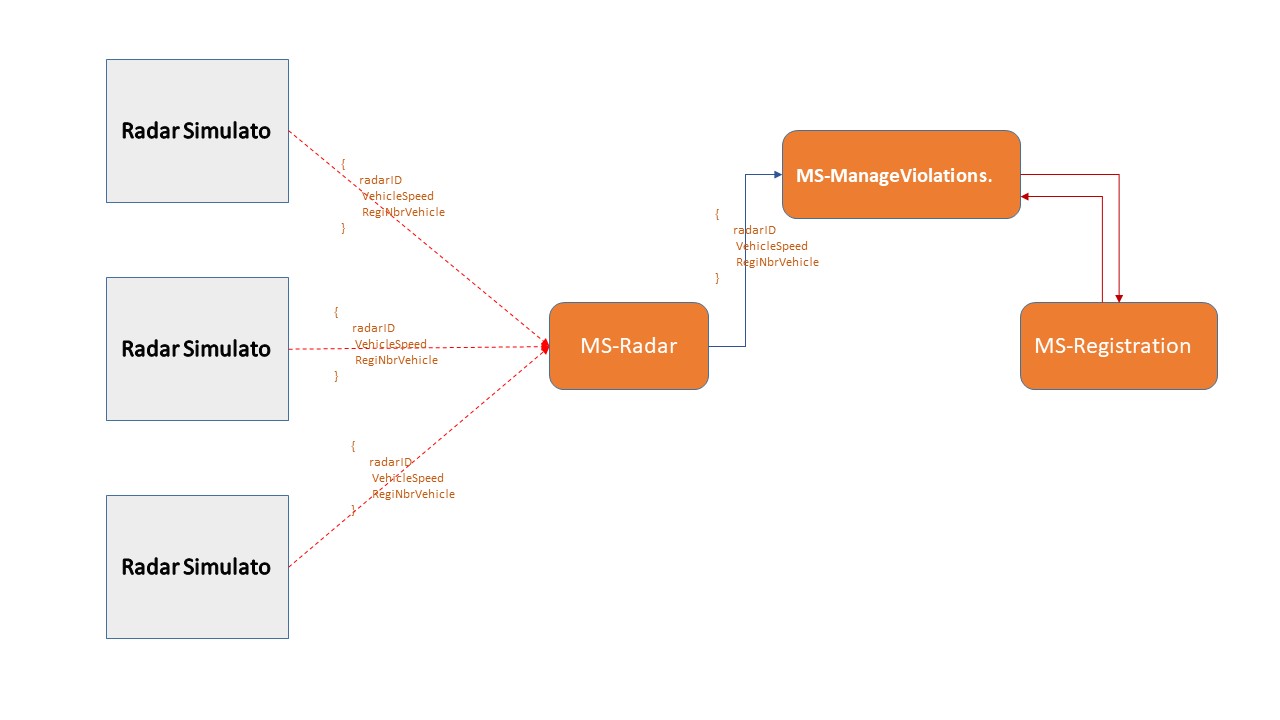 Radar Simulato
{
radarID
VehicleSpeed
RegiNbrVehicle
}
Radar Simulato
{
radarID
VehicleSpeed
RegiNbrVehicle
}
Radar Simulato
{
radarID
VehicleSpeed
RegiNbrVehicle
}
MS-Radar
{
radarID
VehicleSpeed
RegiNbrVehicle
}
MS-ManageViolations.
MS-Registration